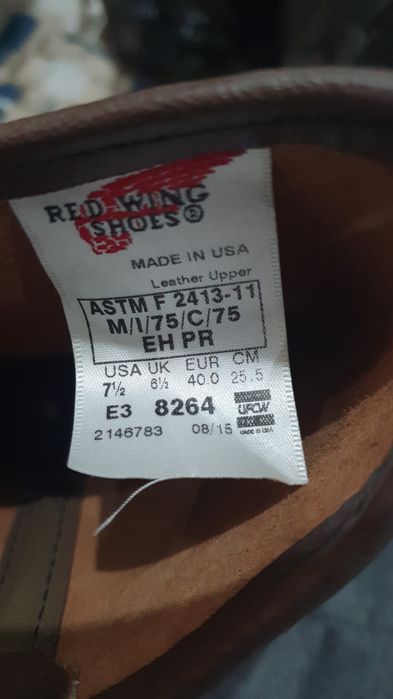 RED WING
SHOES®
MADE IN USA
Leather Upper
ASTM F 2413-11
M/I/75/C/75
EH PR
USA UK EUR CM
7½ 6½ 40.0 25.5
E3 8264 UFCW
2146783 08/15 MADE IN USA